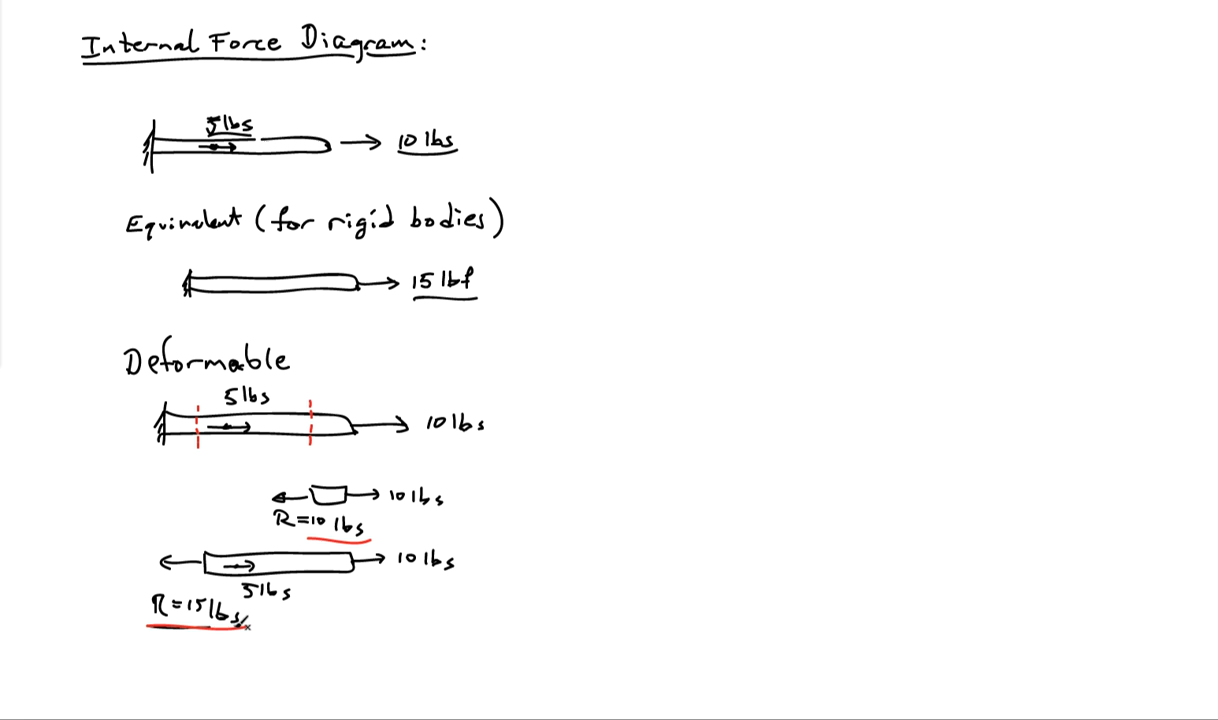 Internal Force Diagram:
5lbs
10 lbs
Equivalent (for rigid bodies)
15 lbf
Deformable
5lbs
10lbs
10lbs
R=10 lbs
10lbs
5lbs
R=15lbs